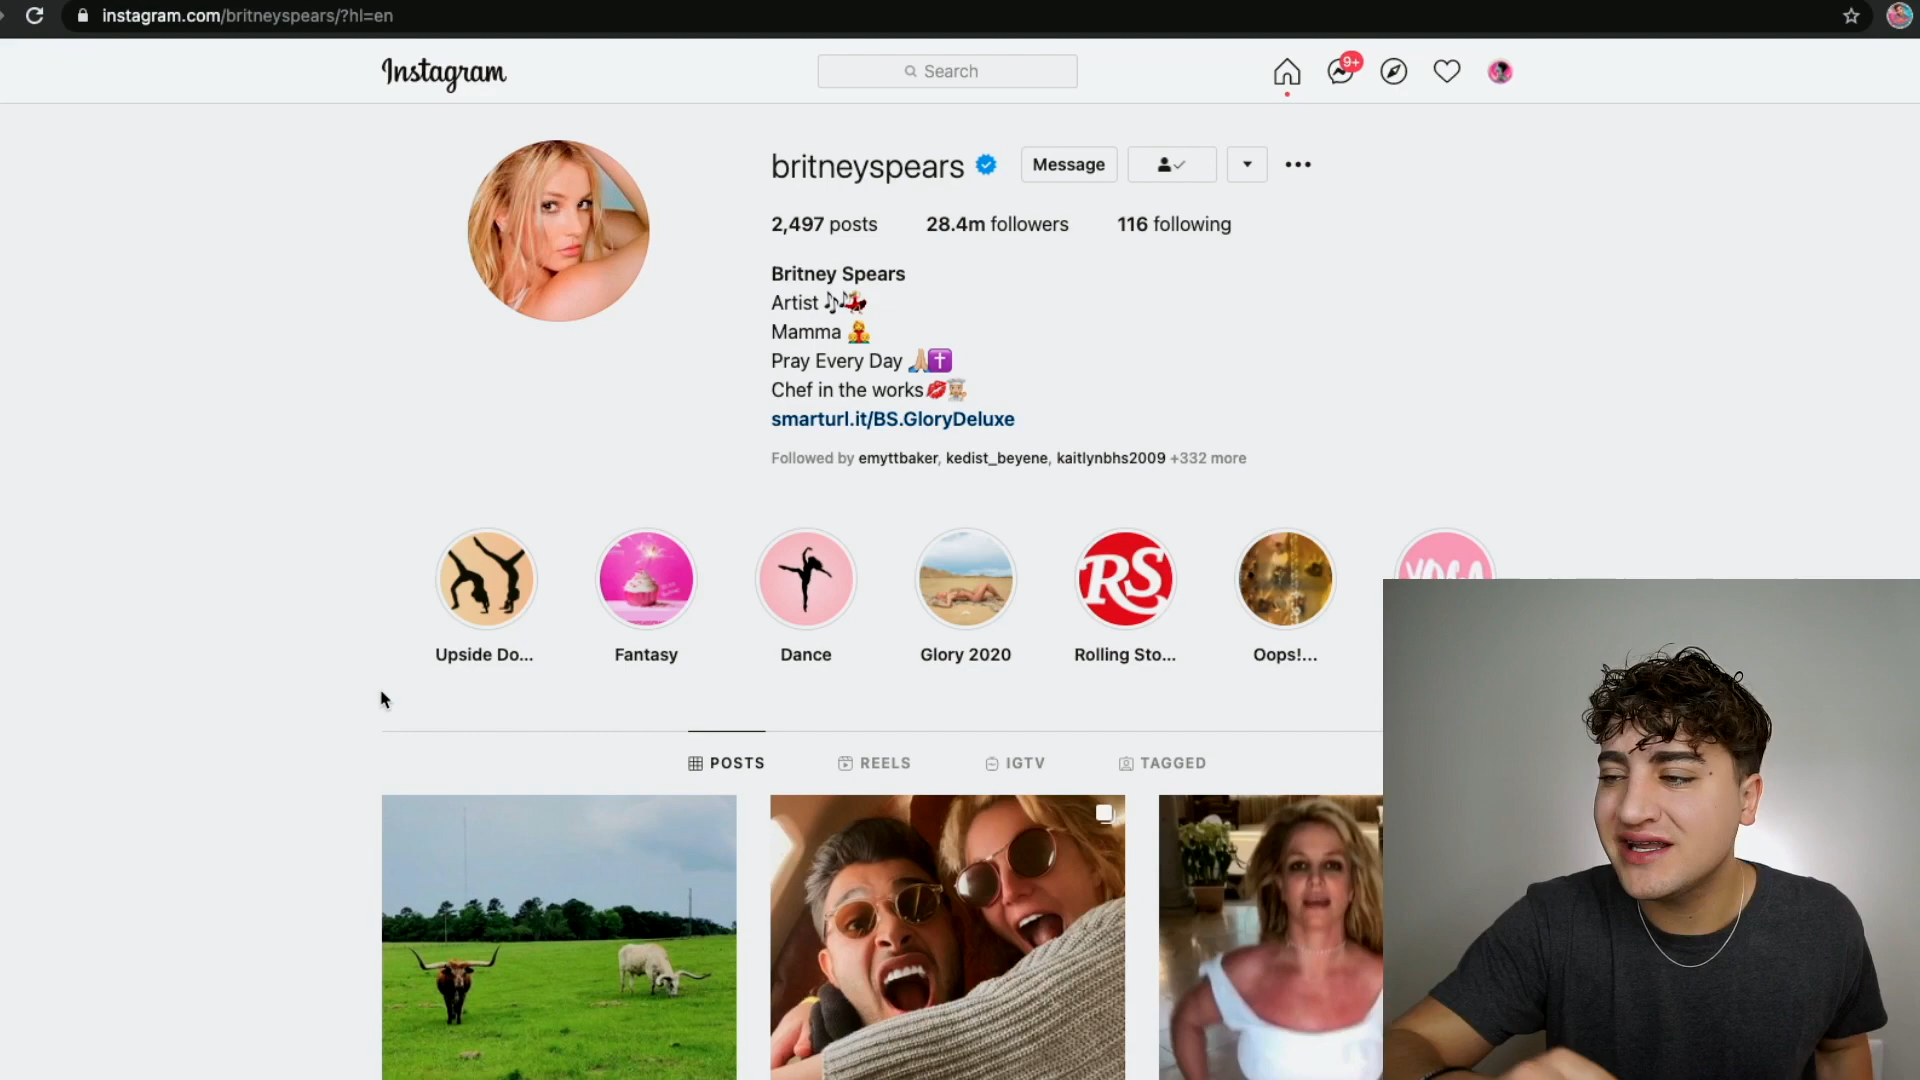 instagram.com/britneyspears/?hl=en
Instagram
Search
9+
britneyspears
Message
2,497 posts 28.4m followers 116 following
Britney Spears
Artist 🎶💃
Mamma 🤱
Pray Every Day 🙏🏼✝️
Chef in the works💋👨🏼‍🍳
smarturl.it/BS.GloryDeluxe
Followed by emyttbaker, kedist_beyene, kaitlynbhs2009 +332 more
RS
YOGA
Upside Do... Fantasy Dance Glory 2020 Rolling Sto... Oops!...
POSTS REELS IGTV TAGGED